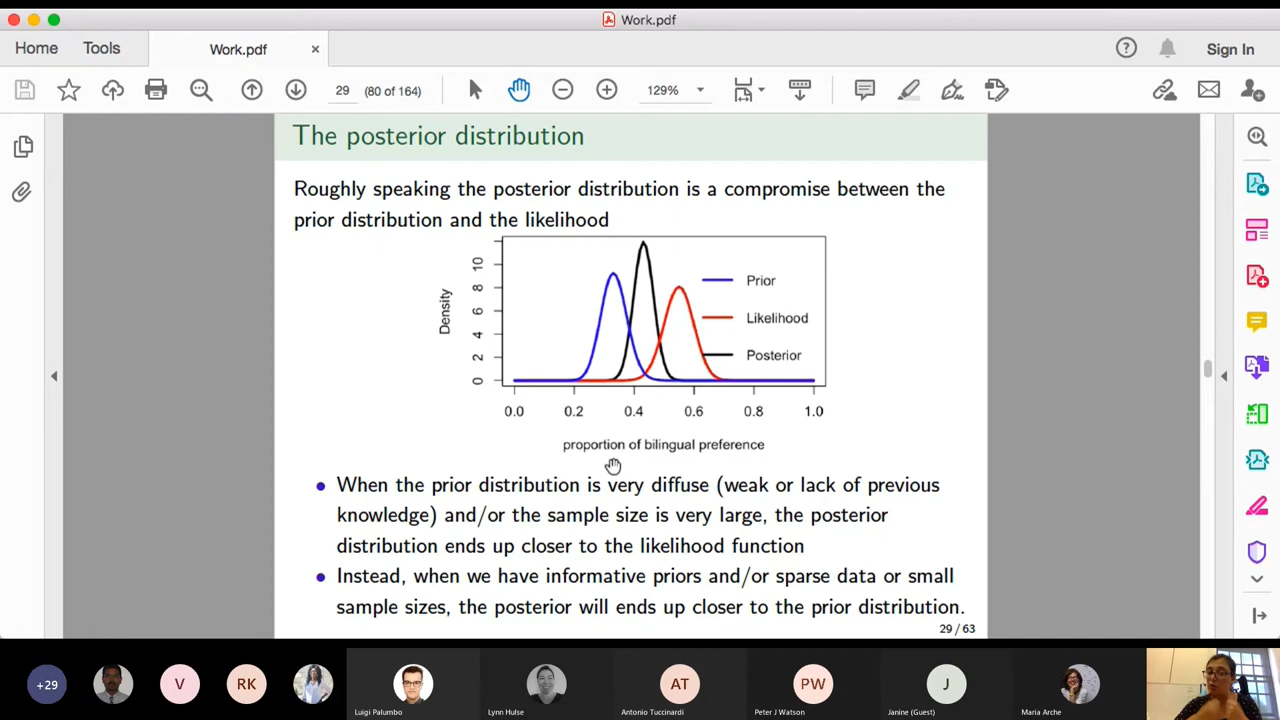 Work.pdf
Home
Tools
Work.pdf
×
Sign In
29
(80 of 164)
129%
The posterior distribution
Roughly speaking the posterior distribution is a compromise between the
prior distribution and the likelihood
Density
0 2 4 6 8 10
Prior
Likelihood
Posterior
0.0 0.2 0.4 0.6 0.8 1.0
proportion of bilingual preference
• When the prior distribution is very diffuse (weak or lack of previous
knowledge) and/or the sample size is very large, the posterior
distribution ends up closer to the likelihood function
• Instead, when we have informative priors and/or sparse data or small
sample sizes, the posterior will ends up closer to the prior distribution.
29 / 63
+29
V
RK
AT
PW
J
Luigi Palumbo
Lynn Hulse
Antonio Tuccinardi
Peter J Watson
Janine (Guest)
Maria Arche